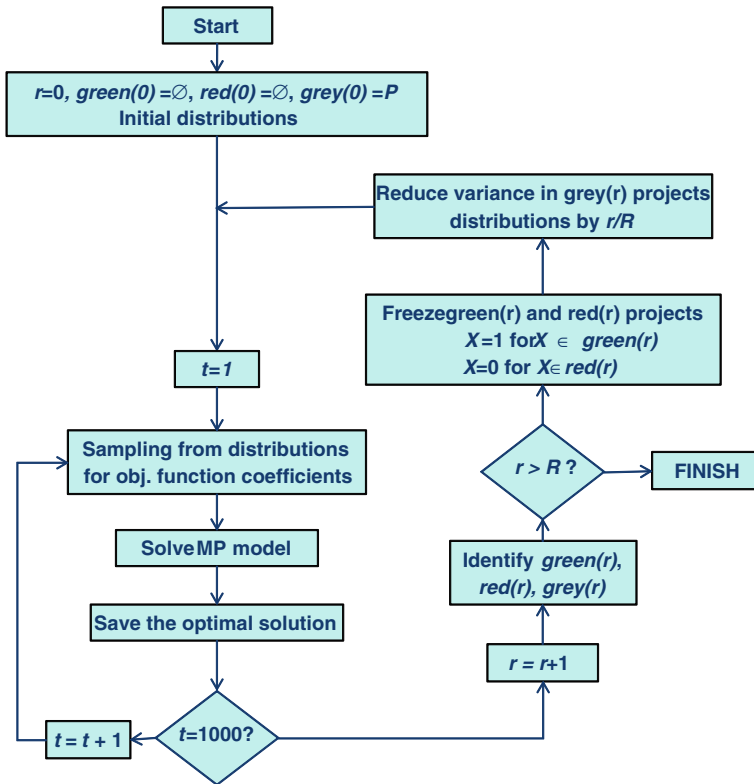 Start
r=0, green(0) =∅, red(0) =∅, grey(0) =P
Initial distributions
Reduce variance in grey(r) projects
distributions by r/R
Freezegreen(r) and red(r) projects
X=1 forX ∈ green(r)
X=0 for X∈ red(r)
t=1
Sampling from distributions
for obj. function coefficients
r > R ?
FINISH
SolveMP model
Identify green(r),
red(r), grey(r)
Save the optimal solution
r = r+1
t = t + 1
t=1000?